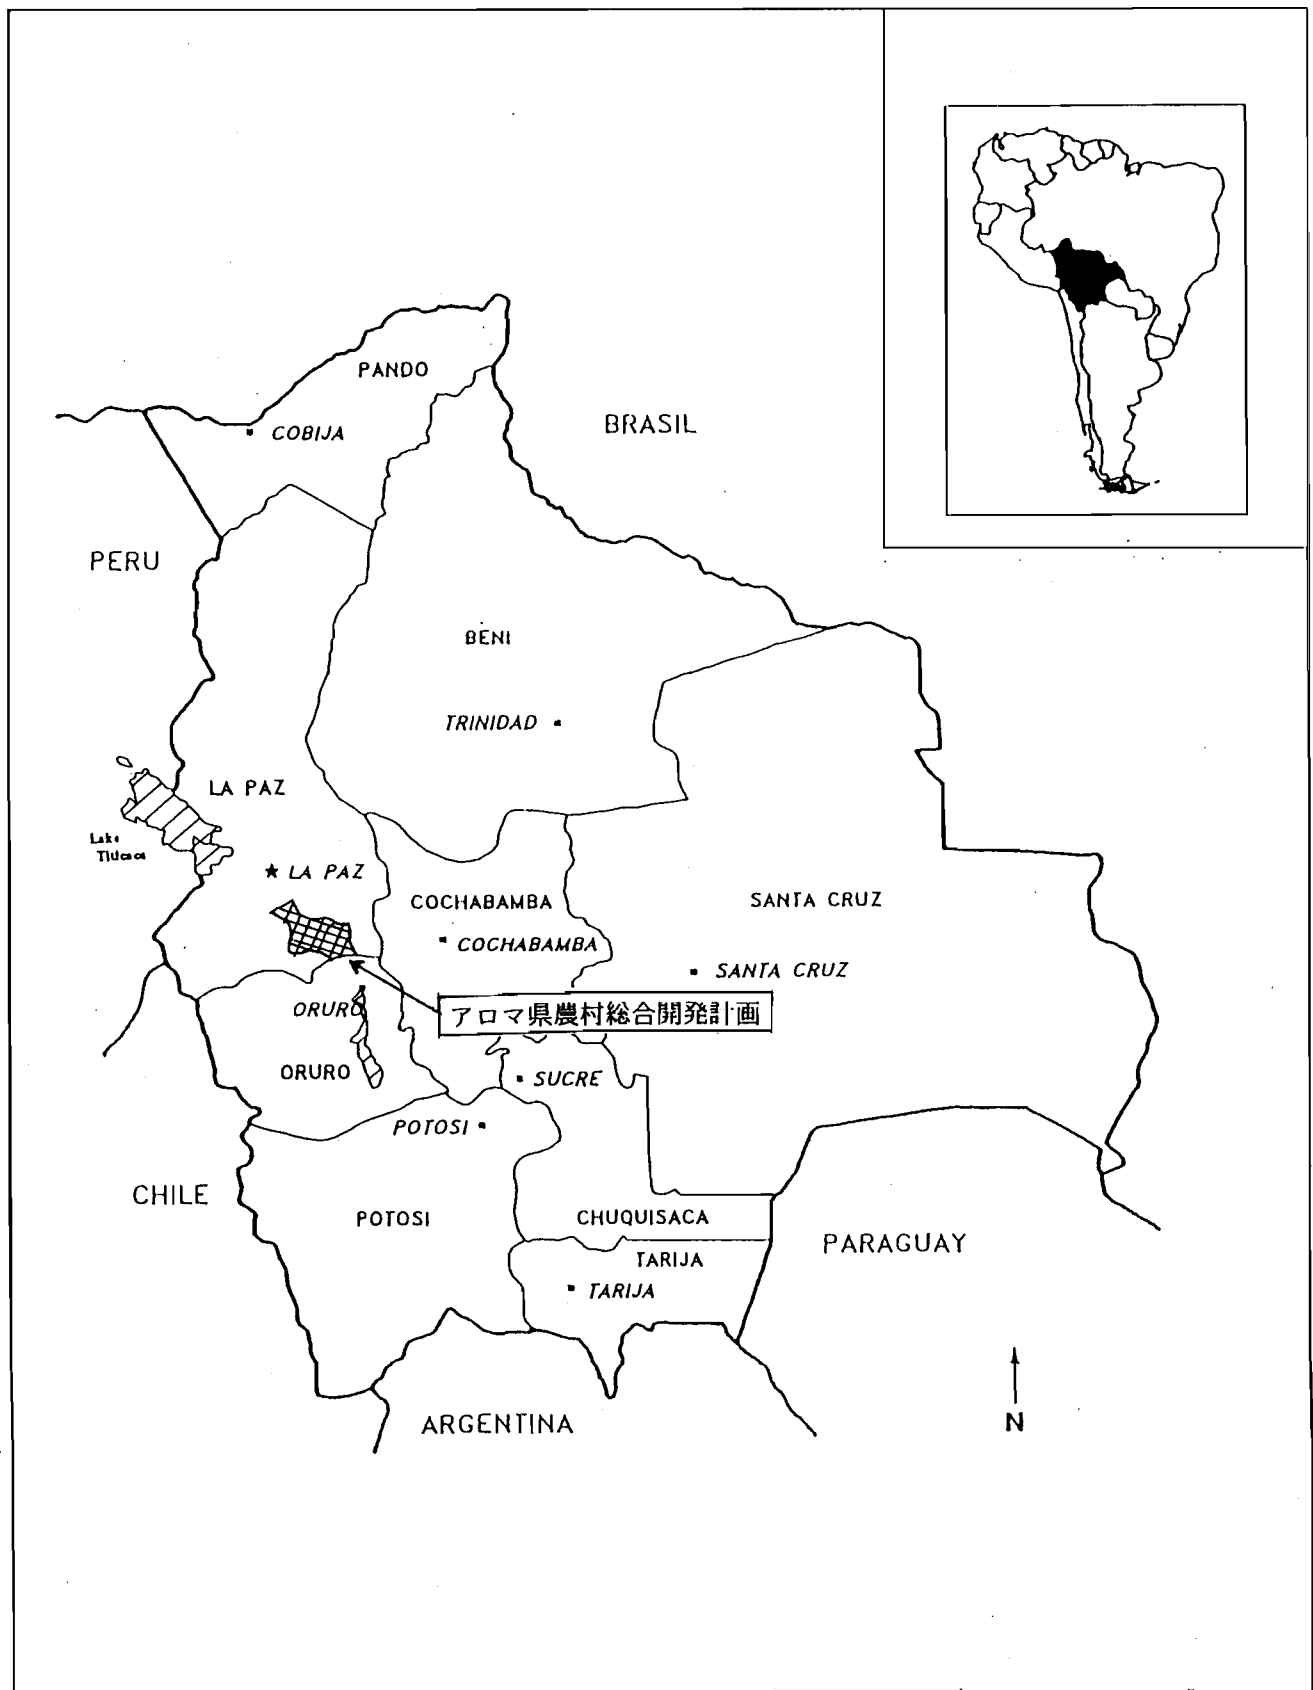 PANDO
COBIJA
BRASIL
PERU
BENI
TRINIDAD
LA PAZ
Lake
★ LA PAZ
COCHABAMBA
SANTA CRUZ
COCHABAMBA
SANTA CRUZ
ORURO
アロマ県農村総合開発計画
ORURO
SUCRE
POTOSI
CHILE
POTOSI
CHUQUISACA
PARAGUAY
TARIJA
TARIJA
ARGENTINA
N